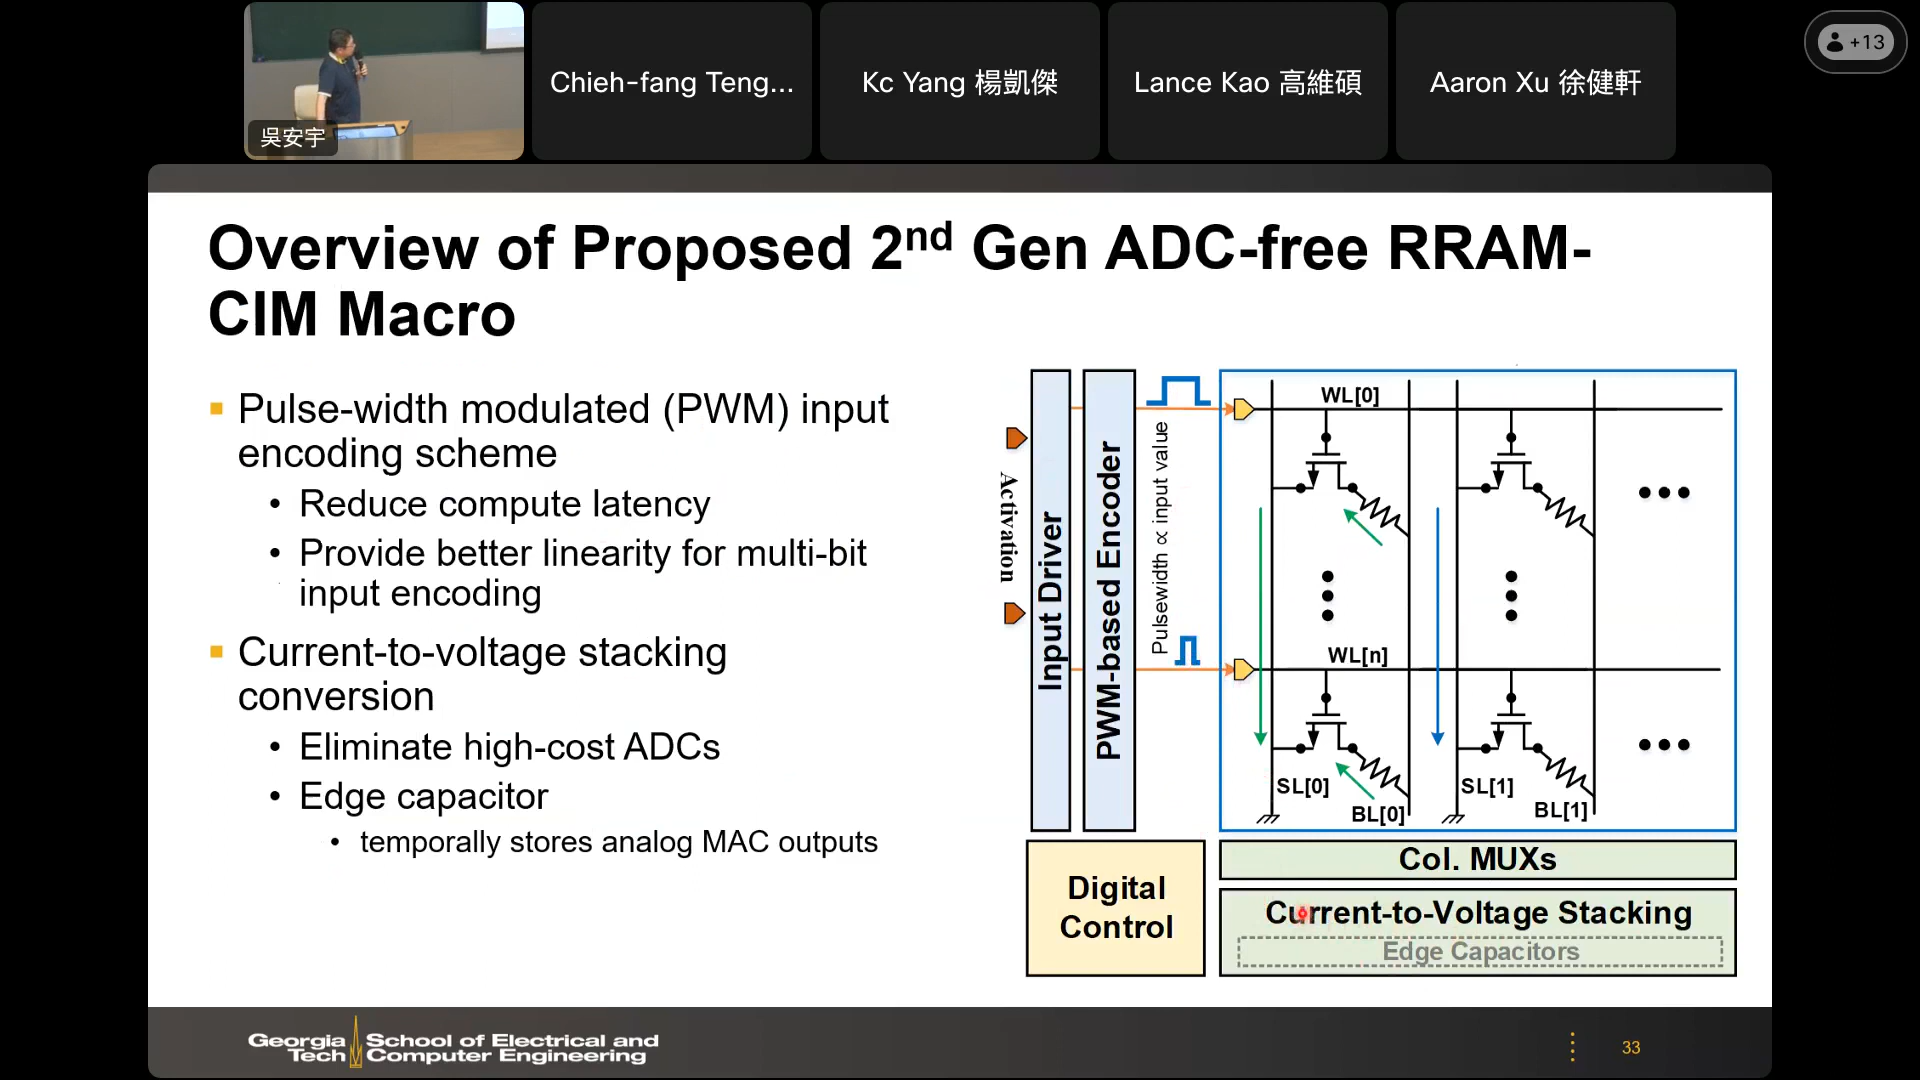 吳安宇
Chieh-fang Teng...
Kc Yang 楊凱傑
Lance Kao 高維碩
Aaron Xu 徐健軒
+13
Overview of Proposed 2nd Gen ADC-free RRAM-
CIM Macro
Pulse-width modulated (PWM) input
encoding scheme
• Reduce compute latency
• Provide better linearity for multi-bit
input encoding
Current-to-voltage stacking
conversion
• Eliminate high-cost ADCs
• Edge capacitor
• temporally stores analog MAC outputs
Activation
Input Driver
PWM-based Encoder
Pulsewidth ∝ input value
WL[0]
WL[n]
SL[0]
BL[0]
SL[1]
BL[1]
Digital
Control
Col. MUXs
Current-to-Voltage Stacking
Edge Capacitors
Georgia Tech
School of Electrical and
Computer Engineering
33